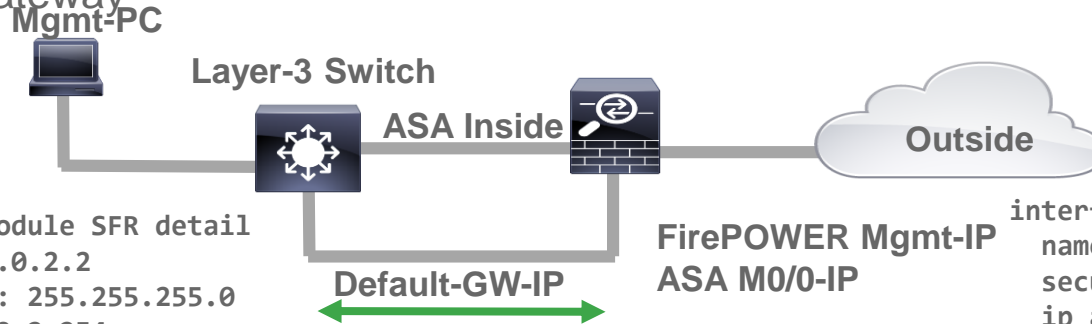 Mgmt-PC
Layer-3 Switch
ASA Inside
Outside
odule SFR detail
.0.2.2
: 255.255.255.0
Default-GW-IP
FirePOWER Mgmt-IP
ASA M0/0-IP
inter
name
secu
ip